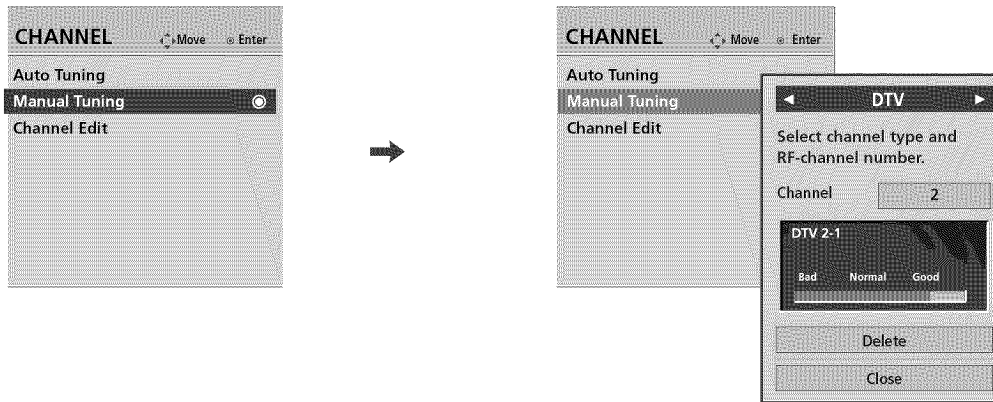 CHANNEL Move Enter
Auto Tuning
Manual Tuning
Channel Edit
CHANNEL Move Enter
Auto Tuning
Manual Tuning
Channel Edit
DTV
Select channel type and
RF-channel number.
Channel 2
DTV 2-1
Bad Normal Good
Delete
Close